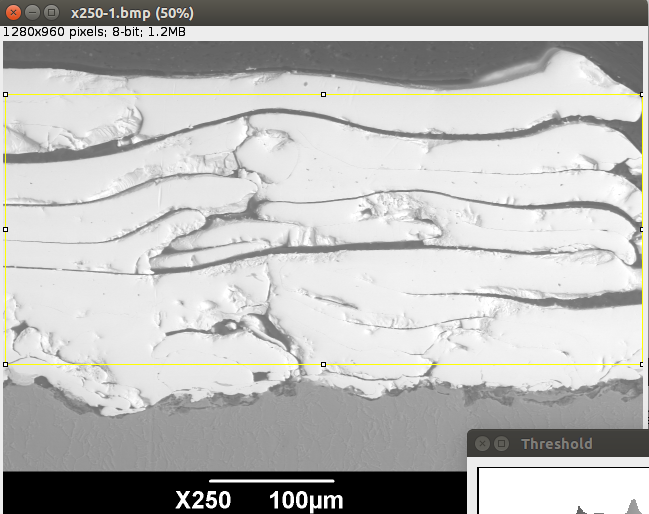 x250-1.bmp (50%)
1280x960 pixels; 8-bit; 1.2MB
X250 100µm
Threshold